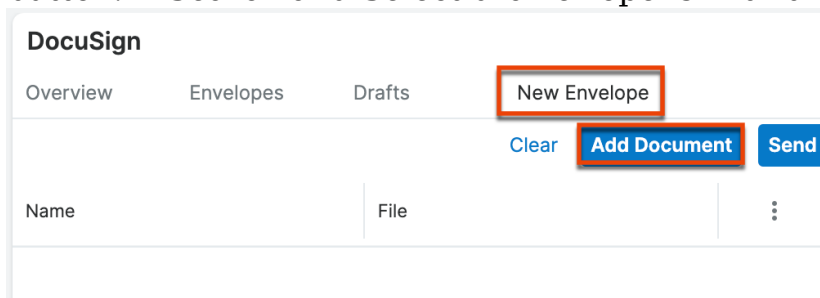 DocuSign
Overview Envelopes Drafts New Envelope
Clear Add Document Send
Name File